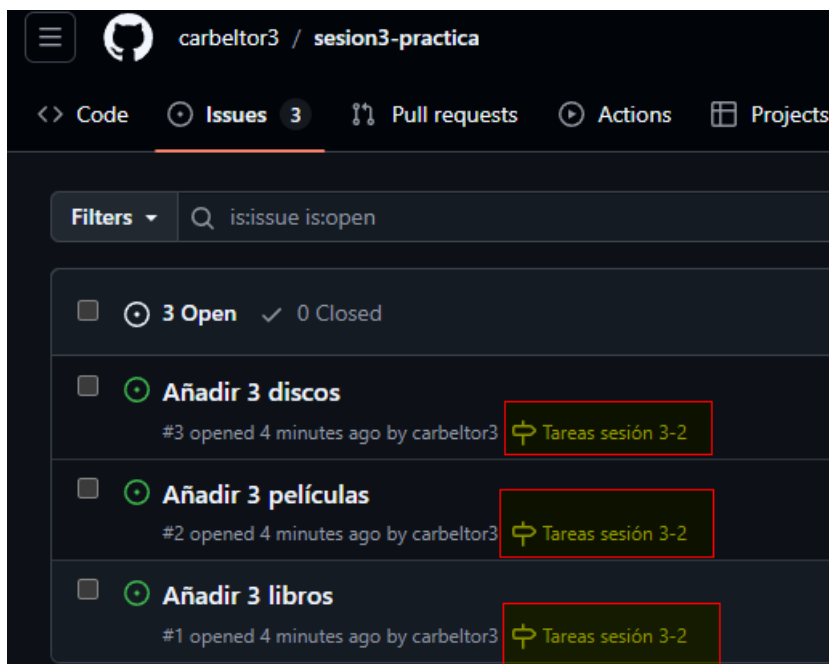 carbeltor3 / sesion3-practica
<> Code Issues 3 Pull requests Actions Projects
Filters is:issue is:open
3 Open 0 Closed
Añadir 3 discos
#3 opened 4 minutes ago by carbeltor3 Tareas sesión 3-2
Añadir 3 películas
#2 opened 4 minutes ago by carbeltor3 Tareas sesión 3-2
Añadir 3 libros
#1 opened 4 minutes ago by carbeltor3 Tareas sesión 3-2